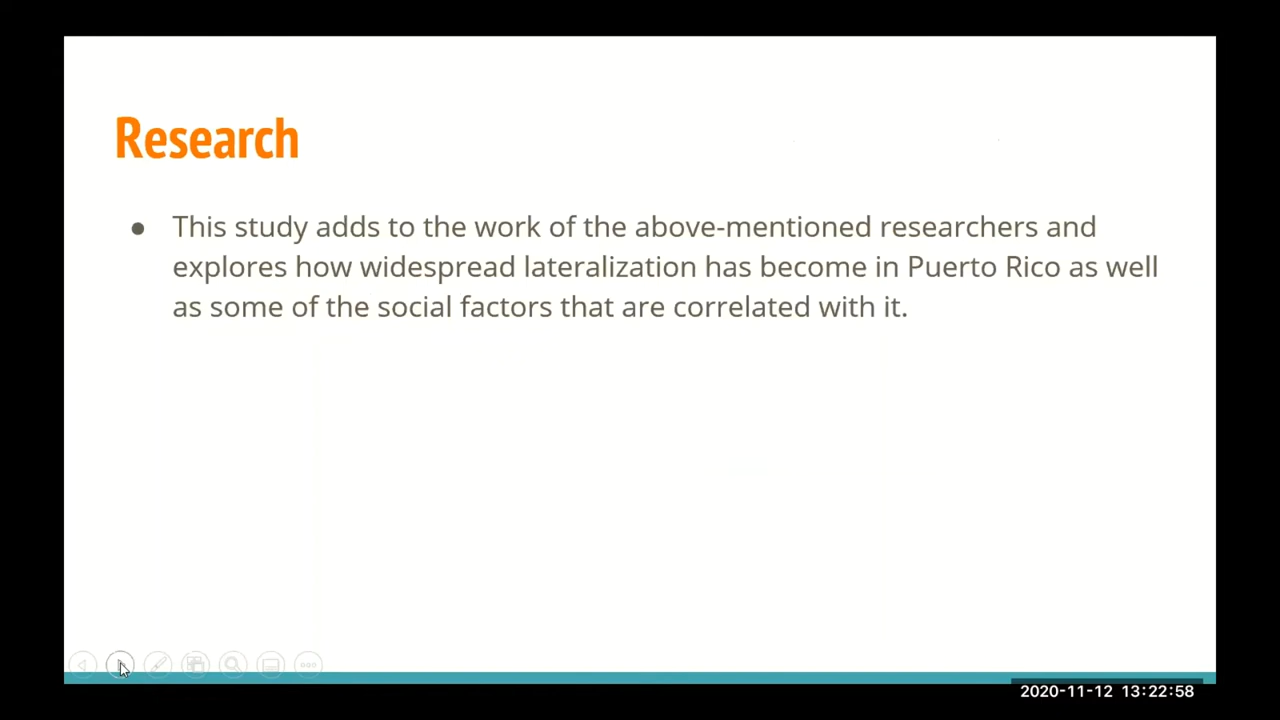 Research
● This study adds to the work of the above-mentioned researchers and
explores how widespread lateralization has become in Puerto Rico as well
as some of the social factors that are correlated with it.
2020-11-12 13:22:58